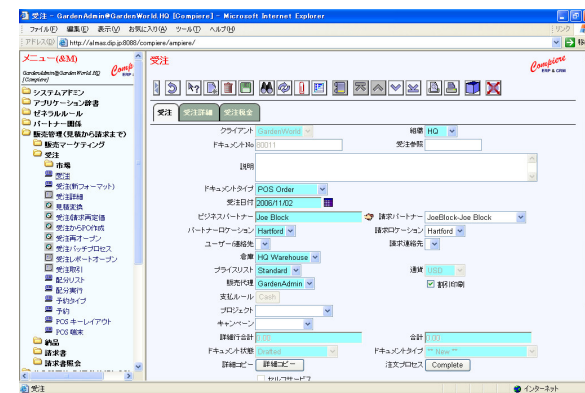 受注 - GardenAdmin@GardenWorld.HQ [Compiere] - Microsoft Internet Explorer
ファイル(F) 編集(E) 表示(V) お気に入り(A) ツール(T) ヘルプ(H)
リンク
アドレス(D) http://almas.dip.jp:8088/compiere/ampiere/ 移
メニュー(&M)
GardenAdmin@GardenWorld.HQ
[Compiere]
Compiere
システムアドミン
アプリケーション辞書
ゼネラルルール
パートナー関係
販売管理(見積から請求まで)
販売マーケティング
受注
市場
受注
受注(新フォーマット)
受注詳細
見積変換
受注/請求再定価
受注からPO作成
受注再オープン
受注バッチプロセス
受注レポートオープン
受注取引
配分リスト
配分実行
予約タイプ
予約
POS キーレイアウト
POS 端末
納品
請求書
請求書照会
受注
Compiere
ERP & CRM
受注 受注詳細 受注税金
クライアント GardenWorld 組織 HQ
ドキュメントNo 80011 受注参照
説明
ドキュメントタイプ POS Order
受注日付 2006/11/02
ビジネスパートナー Joe Block 請求パートナー JoeBlock-Joe Block
パートナーロケーション Hartford 請求ロケーション Hartford
ユーザー/連絡先 請求連絡先
倉庫 HQ Warehouse
プライスリスト Standard 通貨 USD
販売代理 GardenAdmin 割引印刷
支払ルール Cash
プロジェクト
キャンペーン
詳細行合計 0.00 合計 0.00
ドキュメント状態 Drafted ドキュメントタイプ ** New **
詳細コピー 詳細コピー 注文プロセス Complete
セルフサービス
受注 インターネット